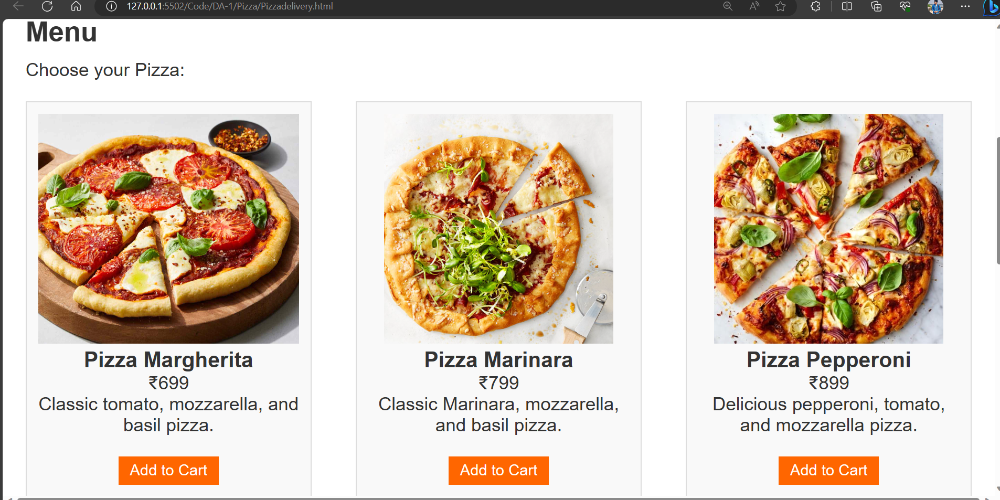 127.0.0.1:5502/Code/DA-1/Pizza/Pizzadelivery.html
Menu
Choose your Pizza:
Pizza Margherita
₹699
Classic tomato, mozzarella, and
basil pizza.
Add to Cart
Pizza Marinara
₹799
Classic Marinara, mozzarella,
and basil pizza.
Add to Cart
Pizza Pepperoni
₹899
Delicious pepperoni, tomato,
and mozzarella pizza.
Add to Cart